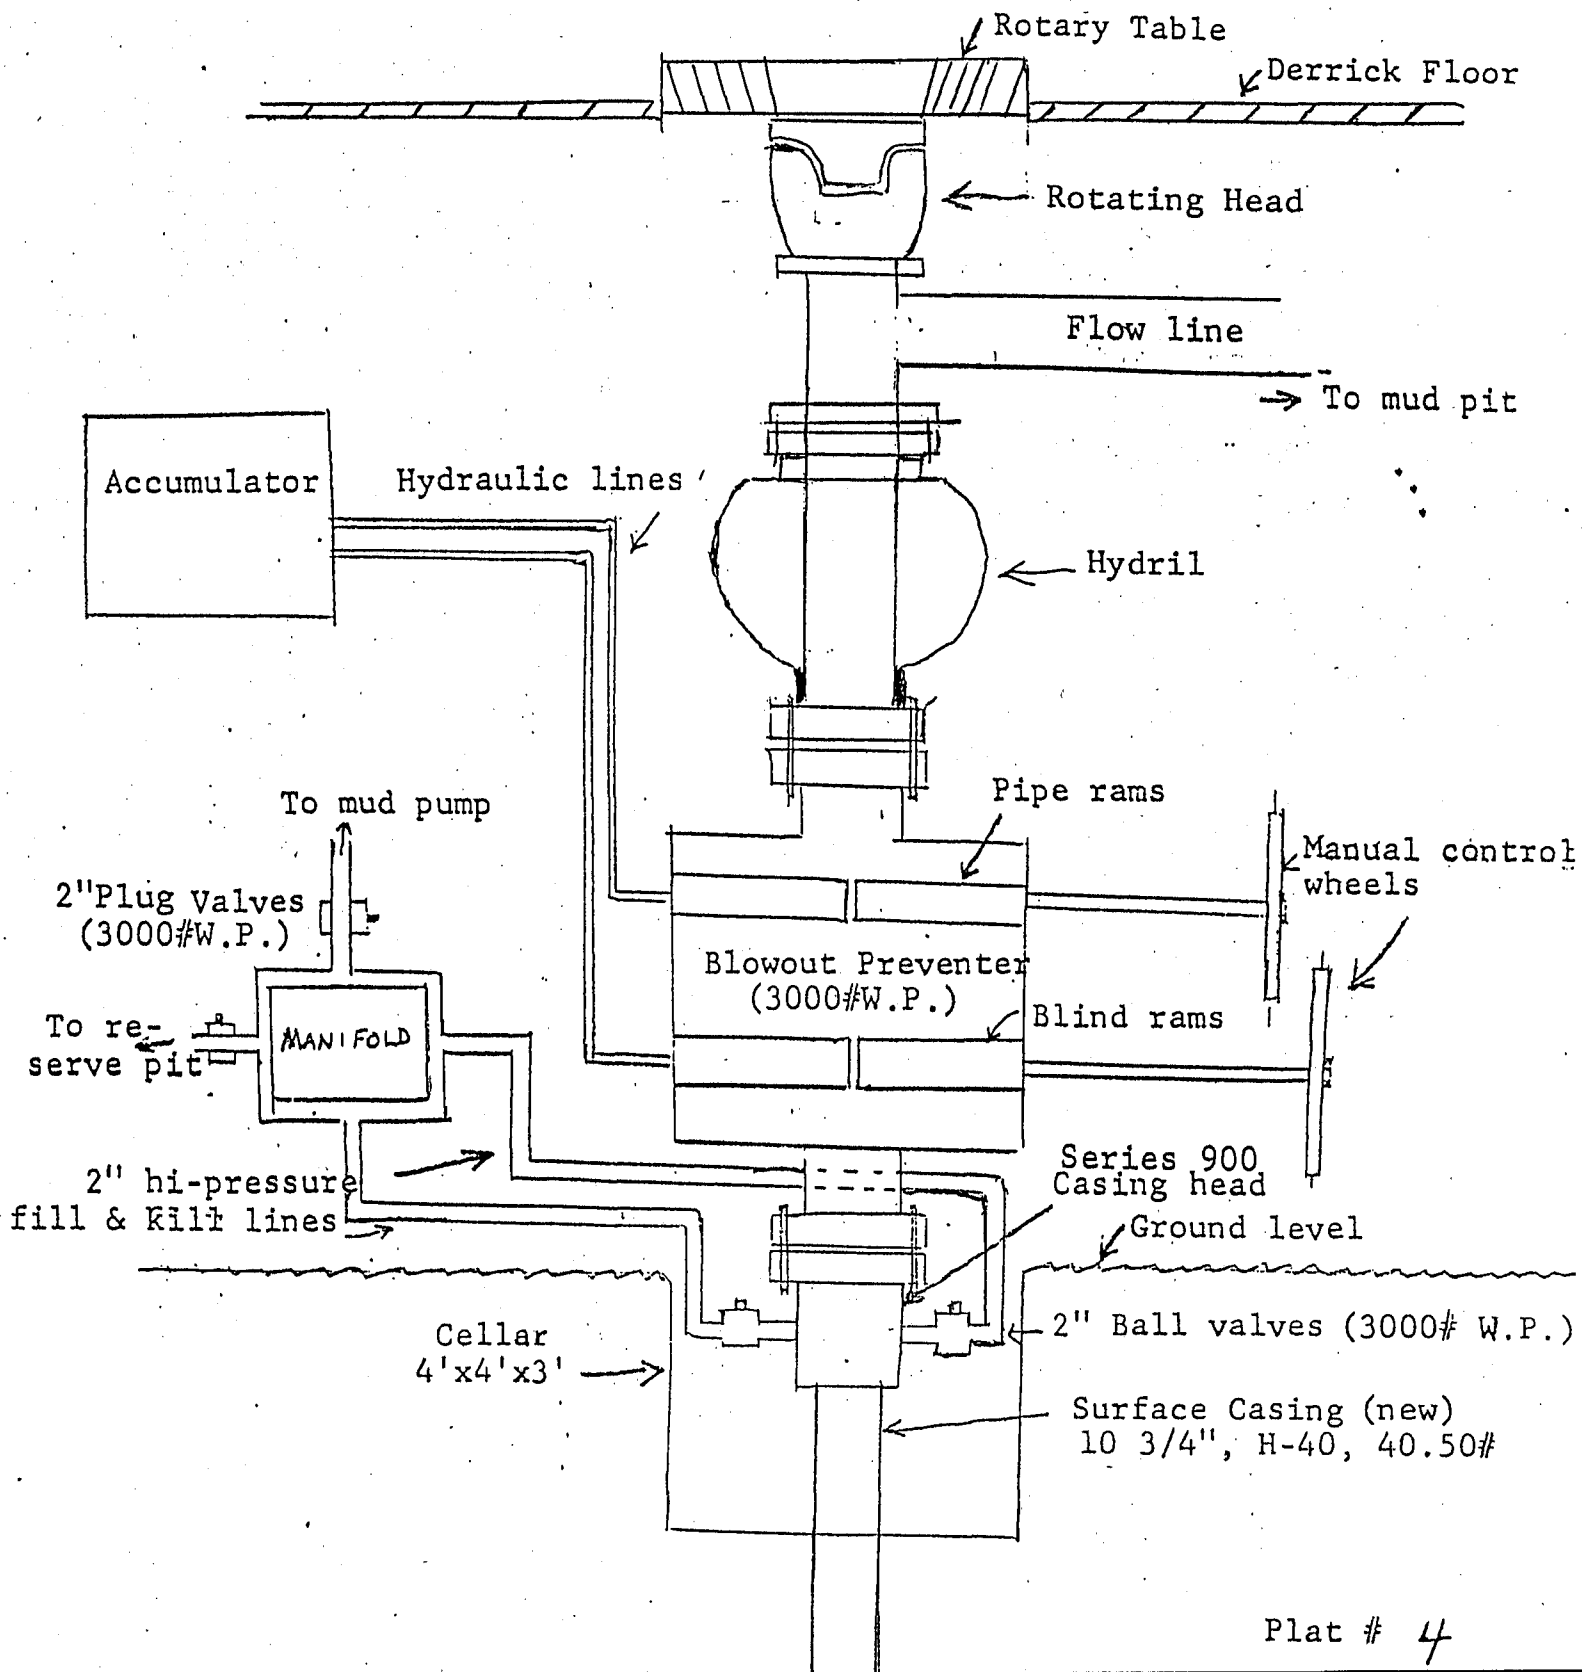 Rotary Table
Derrick Floor
Rotating Head
Flow line
To mud pit
Accumulator
Hydraulic lines
Hydril
To mud pump
Pipe rams
Manual control
wheels
2"Plug Valves
(3000#W.P.)
Blowout Preventer
(3000#W.P.)
To re-
serve pit
MANIFOLD
Blind rams
2" hi-pressure
fill & kill lines
Series 900
Casing head
Ground level
Cellar
4'x4'x3'
2" Ball valves (3000# W.P.)
Surface Casing (new)
10 3/4", H-40, 40.50#
Plat # 4